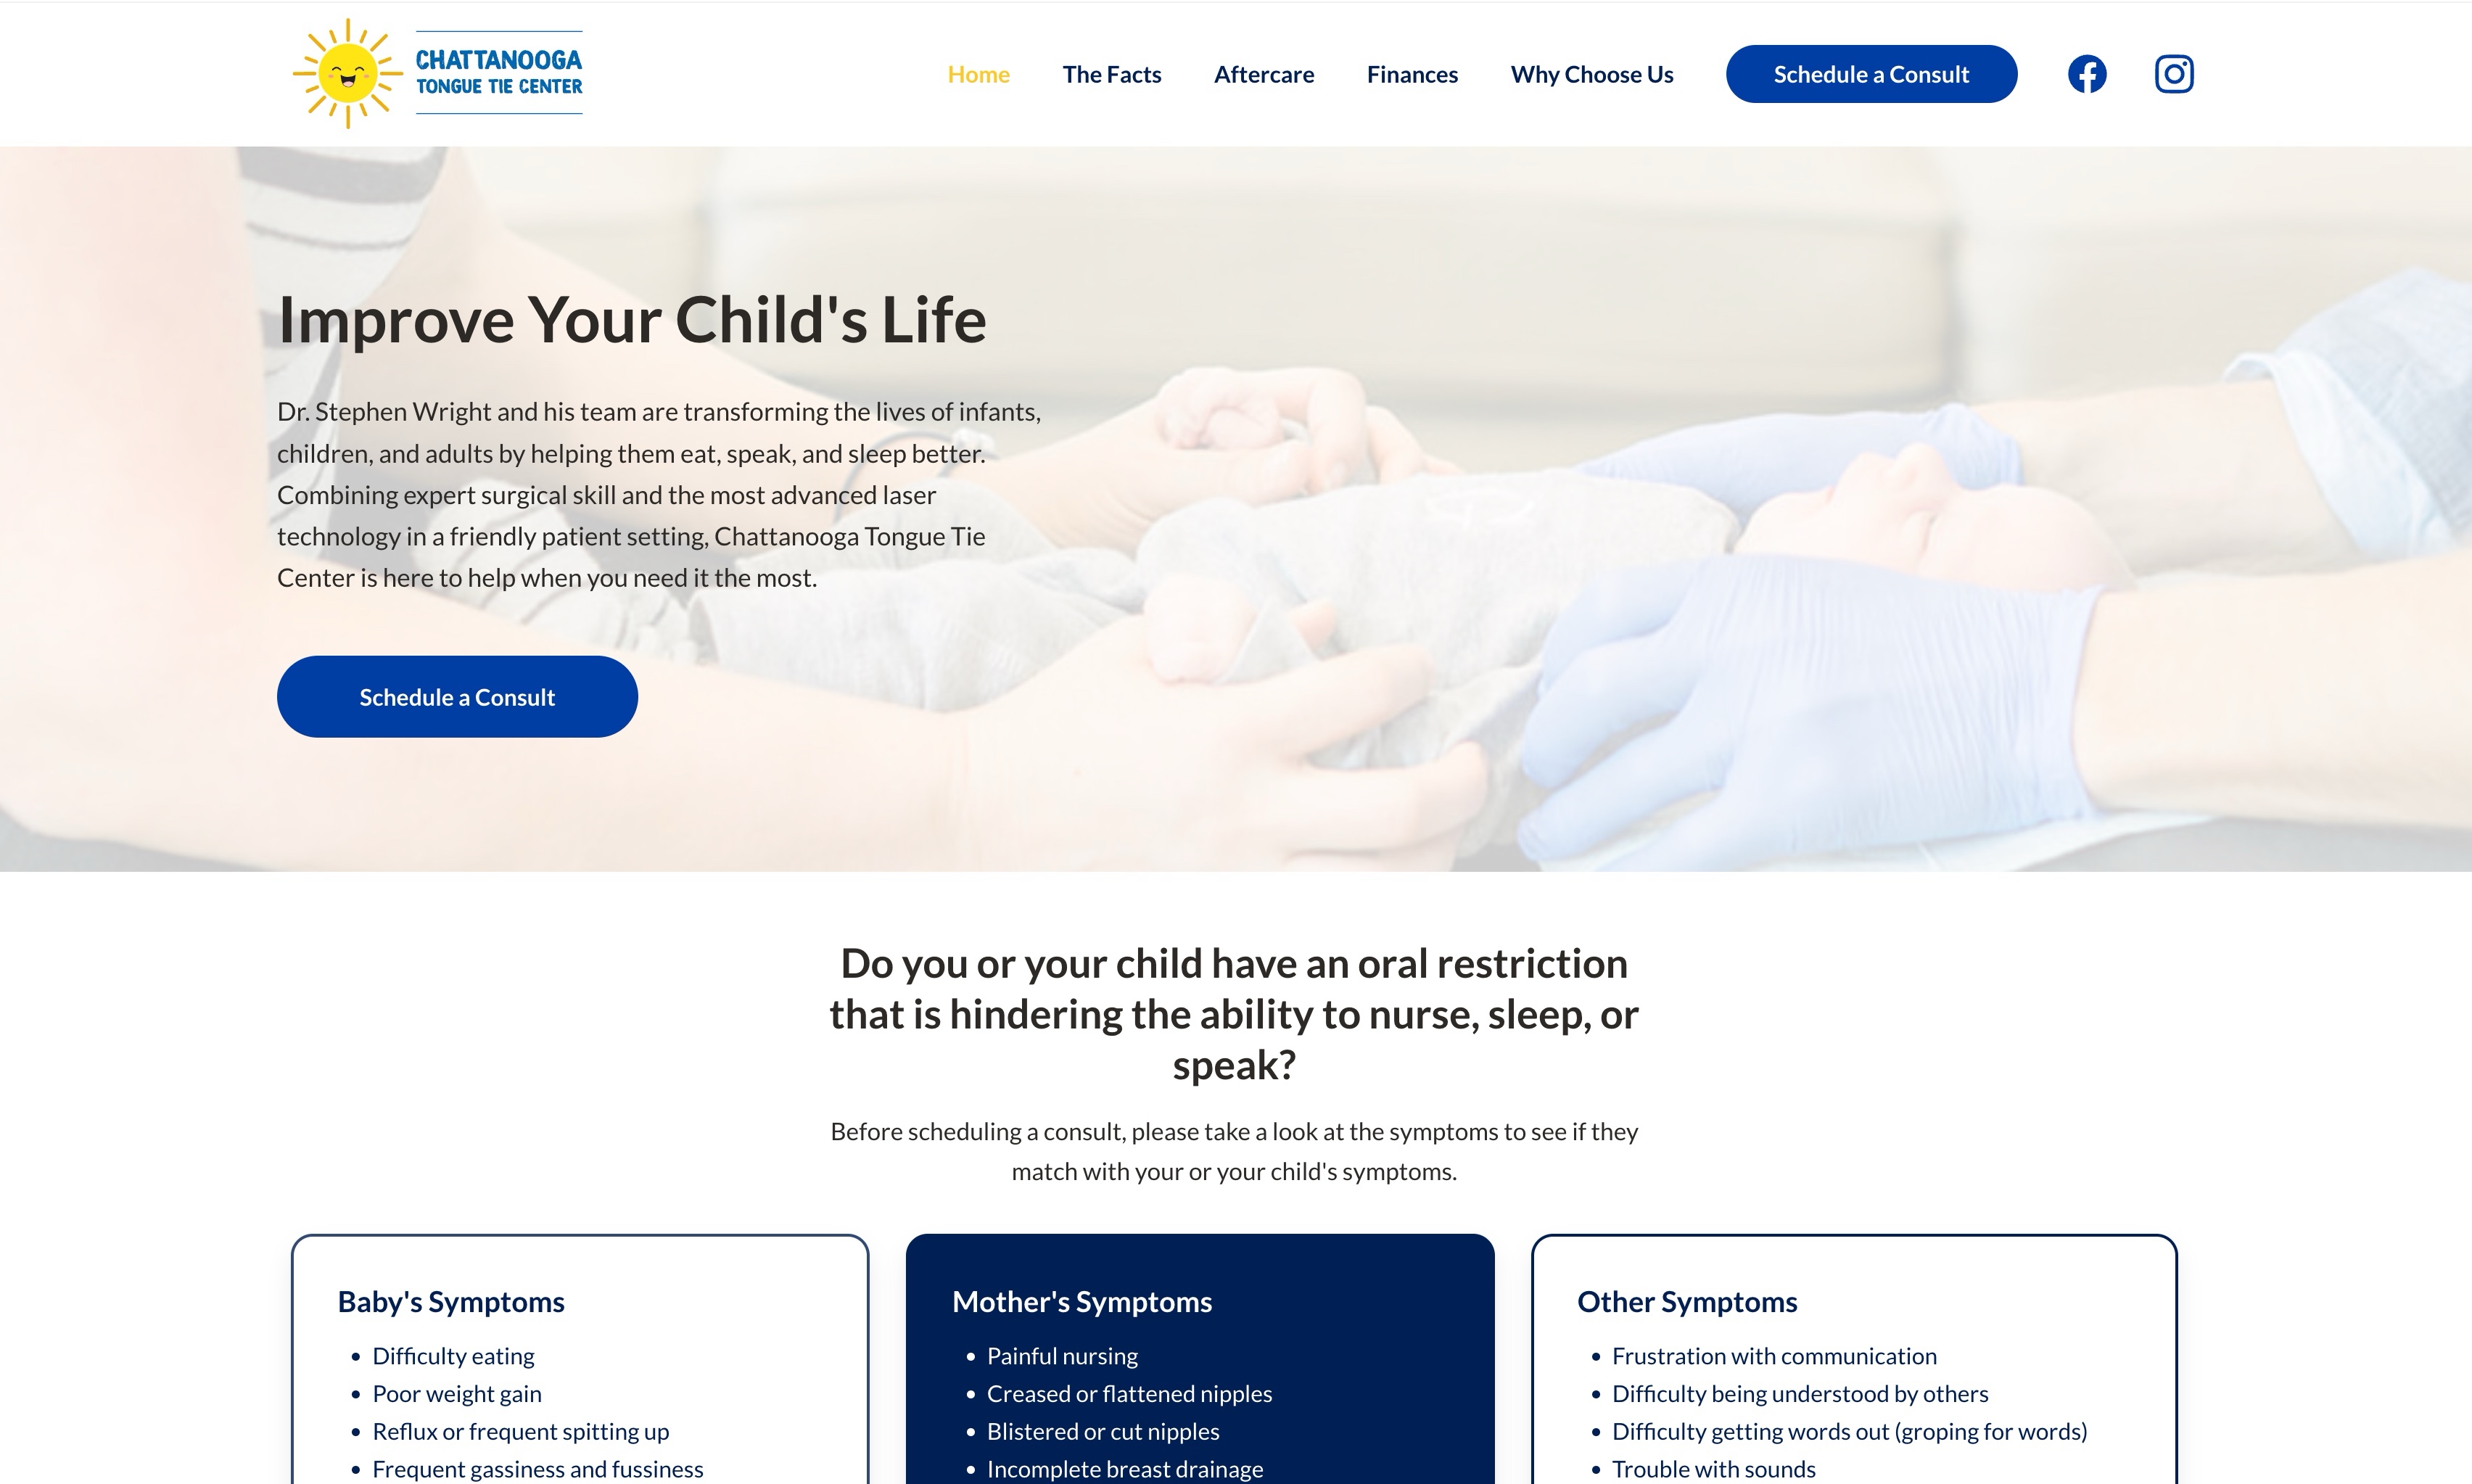 CHATTANOOGA
TONGUE TIE CENTER
Home
The Facts
Aftercare
Finances
Why Choose Us
Schedule a Consult
Improve Your Child's Life
Dr. Stephen Wright and his team are transforming the lives of infants,
children, and adults by helping them eat, speak, and sleep better.
Combining expert surgical skill and the most advanced laser
technology in a friendly patient setting, Chattanooga Tongue Tie
Center is here to help when you need it the most.
Schedule a Consult
Do you or your child have an oral restriction
that is hindering the ability to nurse, sleep, or
speak?
Before scheduling a consult, please take a look at the symptoms to see if they
match with your or your child's symptoms.
Baby's Symptoms
• Difficulty eating
• Poor weight gain
• Reflux or frequent spitting up
• Frequent gassiness and fussiness
Mother's Symptoms
• Painful nursing
• Creased or flattened nipples
• Blistered or cut nipples
• Incomplete breast drainage
Other Symptoms
• Frustration with communication
• Difficulty being understood by others
• Difficulty getting words out (groping for words)
• Trouble with sounds